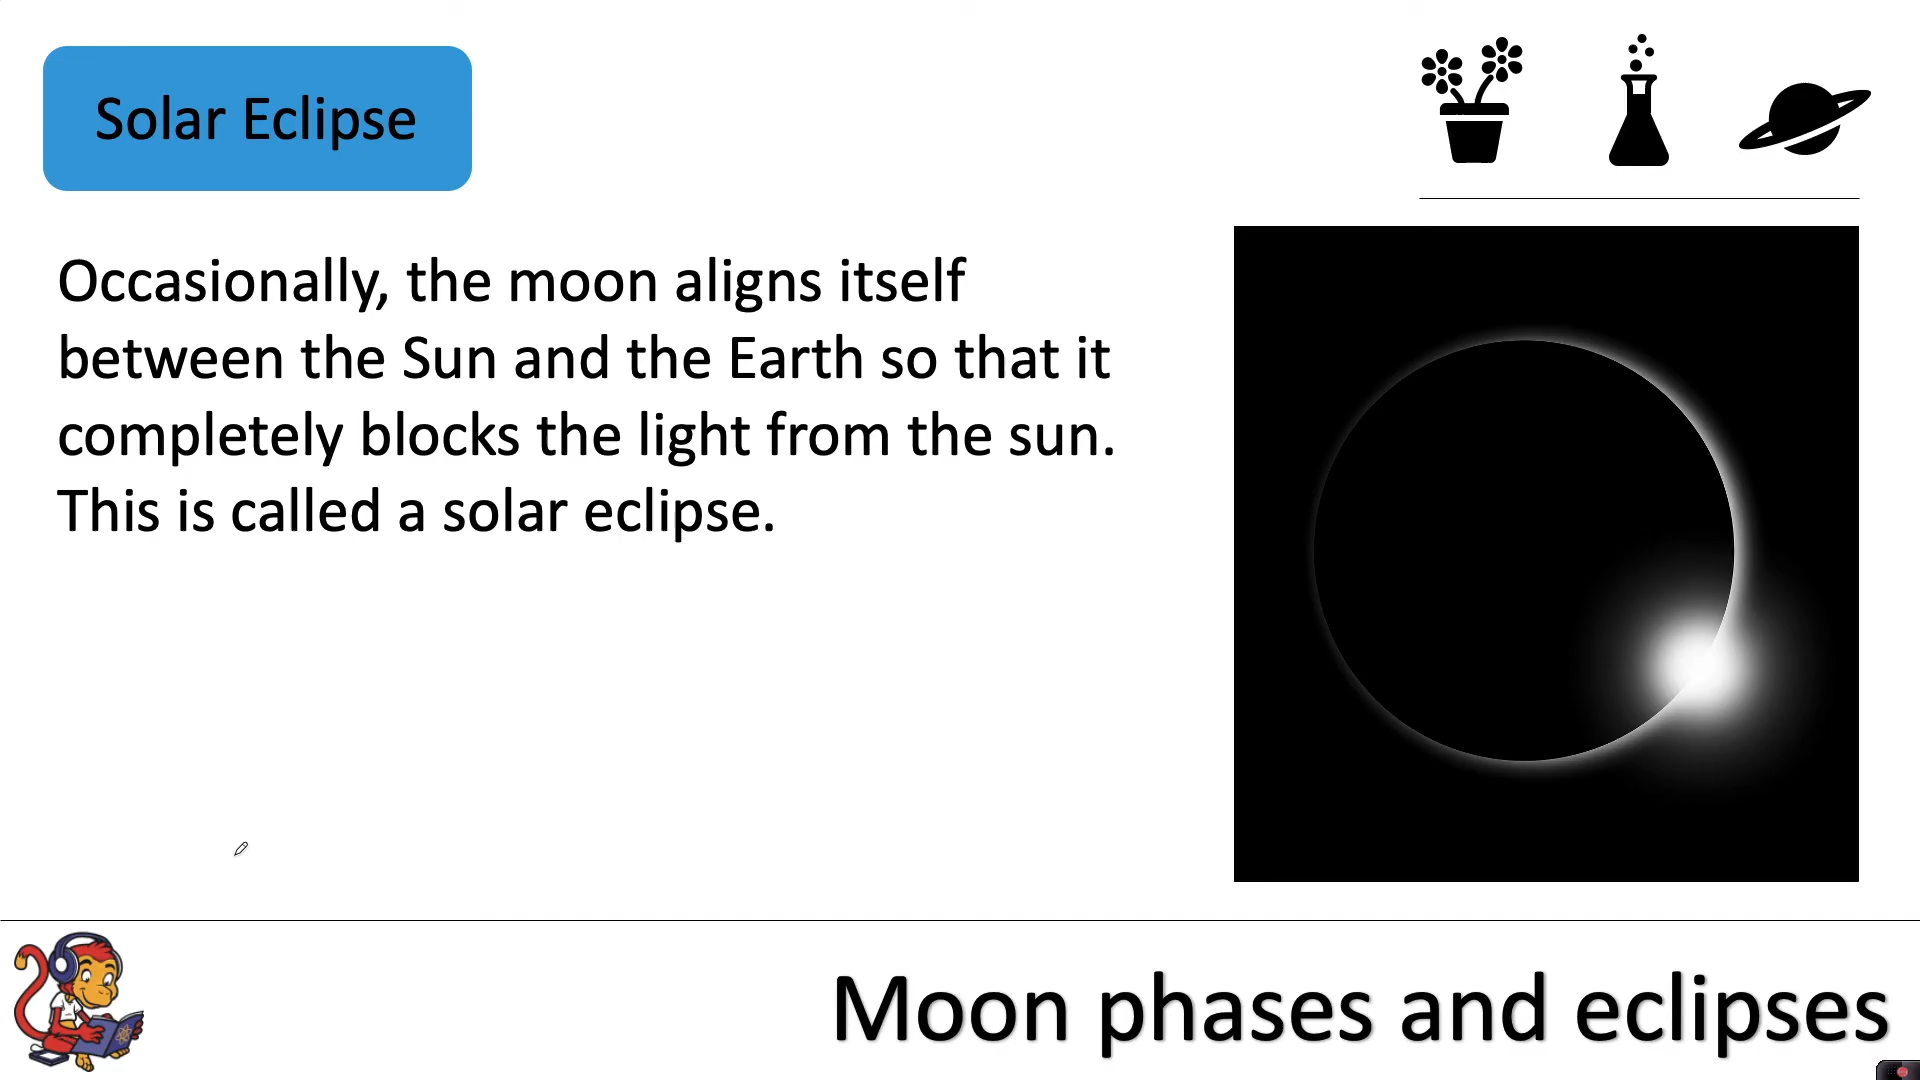 Solar Eclipse
Occasionally, the moon aligns itself
between the Sun and the Earth so that it
completely blocks the light from the sun.
This is called a solar eclipse.
Moon phases and eclipses